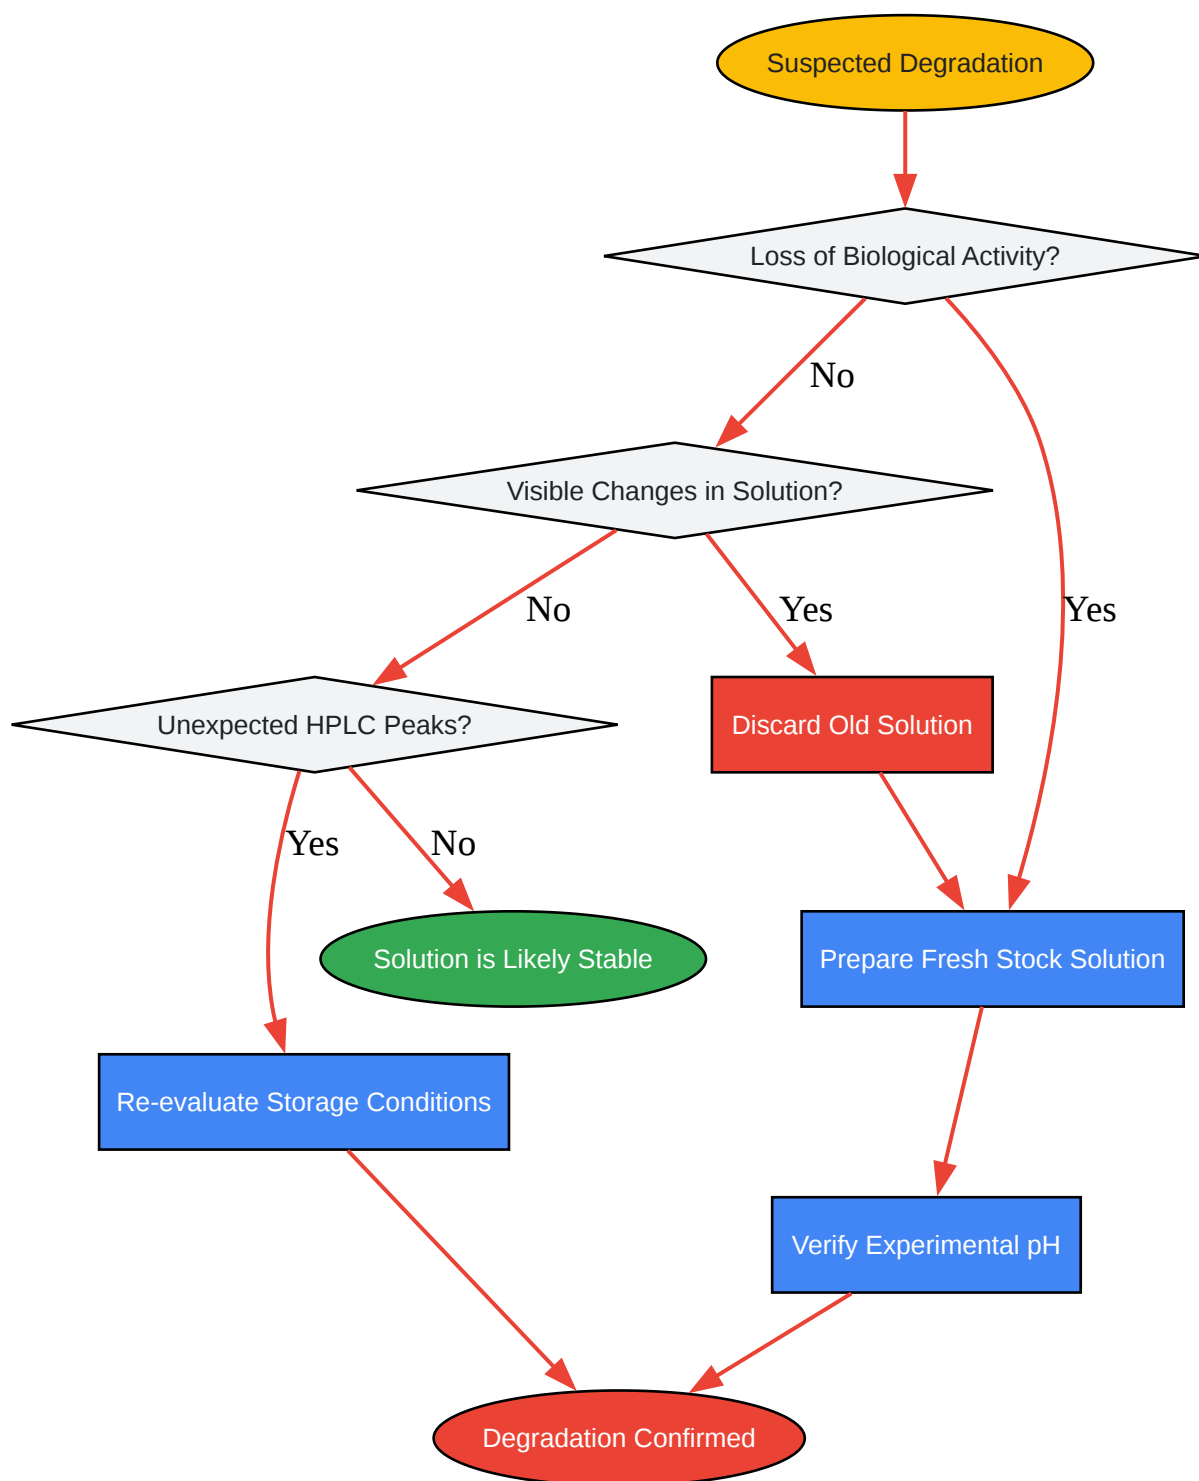 Suspected Degradation
Loss of Biological Activity?
No
Visible Changes in Solution?
No
Yes
Yes
Unexpected HPLC Peaks?
Discard Old Solution
Yes
No
Solution is Likely Stable
Prepare Fresh Stock Solution
Re-evaluate Storage Conditions
Verify Experimental pH
Degradation Confirmed